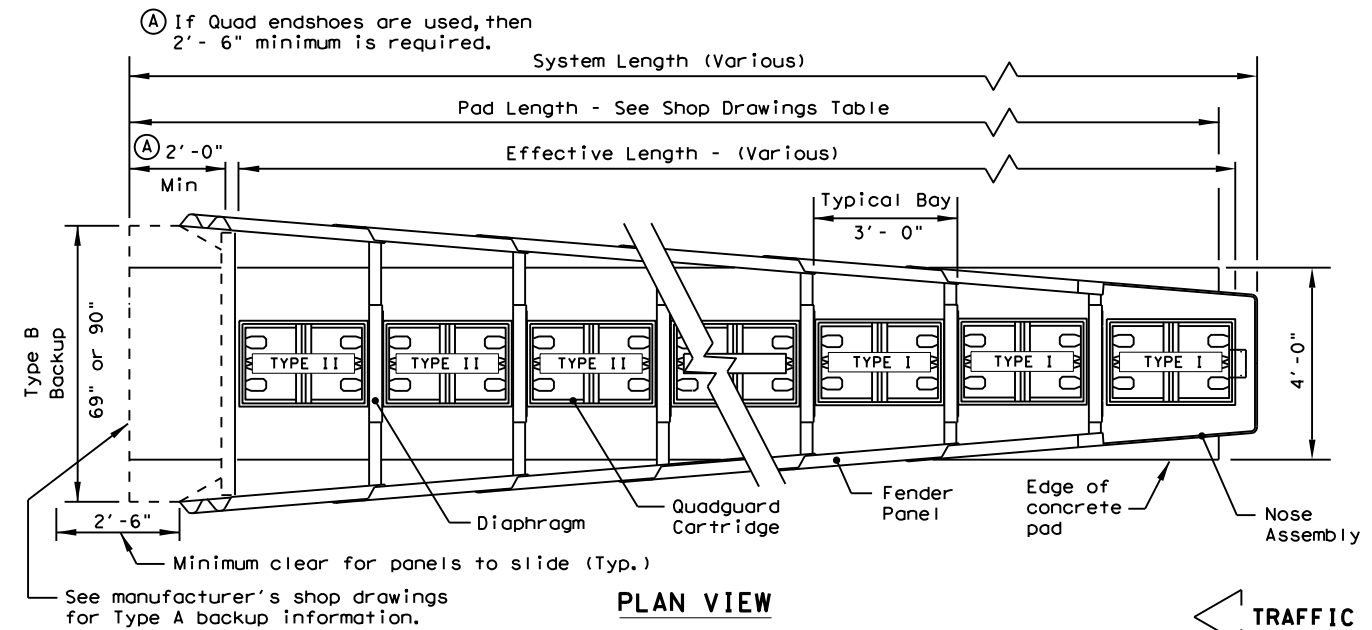 Ⓐ If Quad endshoes are used, then
2'- 6" minimum is required.
System Length (Various)
Pad Length - See Shop Drawings Table
Ⓐ 2'-0"
Min
Effective Length - (Various)
Typical Bay
3'- 0"
Type B
Backup
69" or 90"
TYPE II
TYPE II
TYPE II
TYPE I
TYPE I
TYPE I
4'-0"
2'-6"
Diaphragm
Quadguard
Cartridge
Fender
Panel
Edge of
concrete
pad
Nose
Assembly
Minimum clear for panels to slide (Typ.)
See manufacturer's shop drawings
for Type A backup information.
PLAN VIEW
TRAFFIC